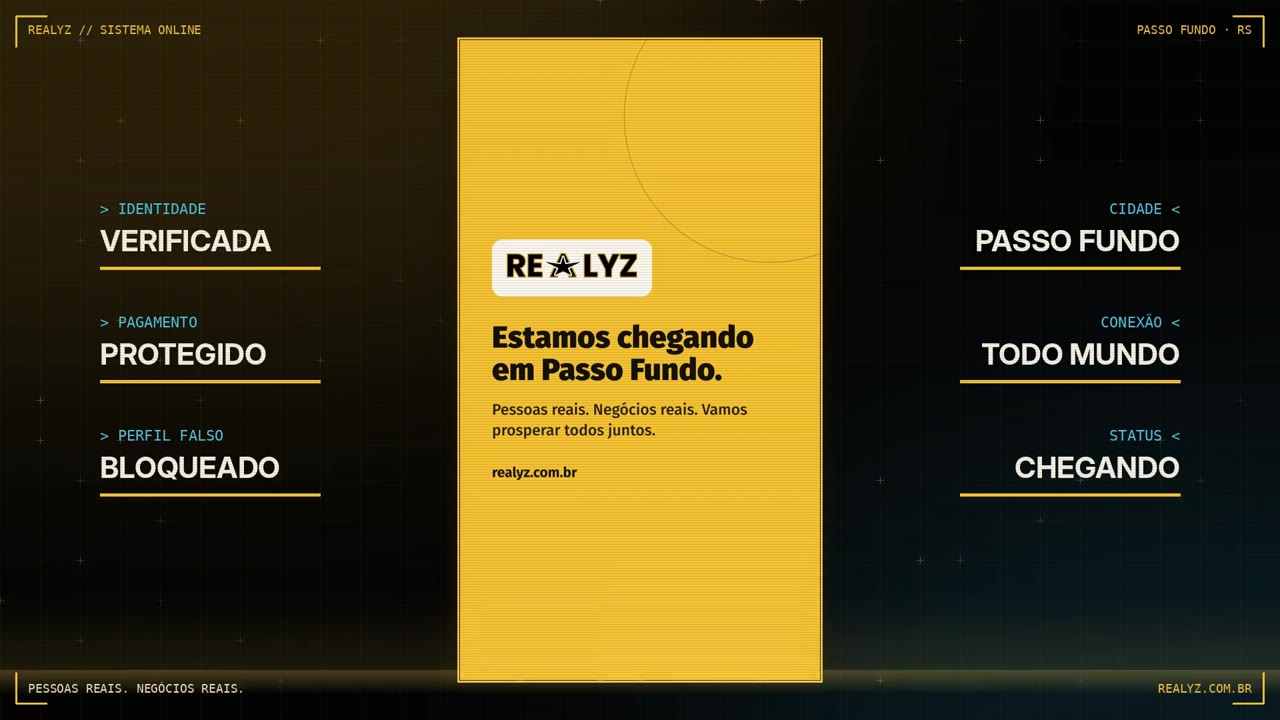 REALYZ // SISTEMA ONLINE
PASSO FUNDO · RS
> IDENTIDADE
VERIFICADA
> PAGAMENTO
PROTEGIDO
> PERFIL FALSO
BLOQUEADO
RE★LYZ
Estamos chegando
em Passo Fundo.
Pessoas reais. Negócios reais. Vamos
prosperar todos juntos.
realyz.com.br
CIDADE <
PASSO FUNDO
CONEXÃO <
TODO MUNDO
STATUS <
CHEGANDO
PESSOAS REAIS. NEGÓCIOS REAIS.
REALYZ.COM.BR